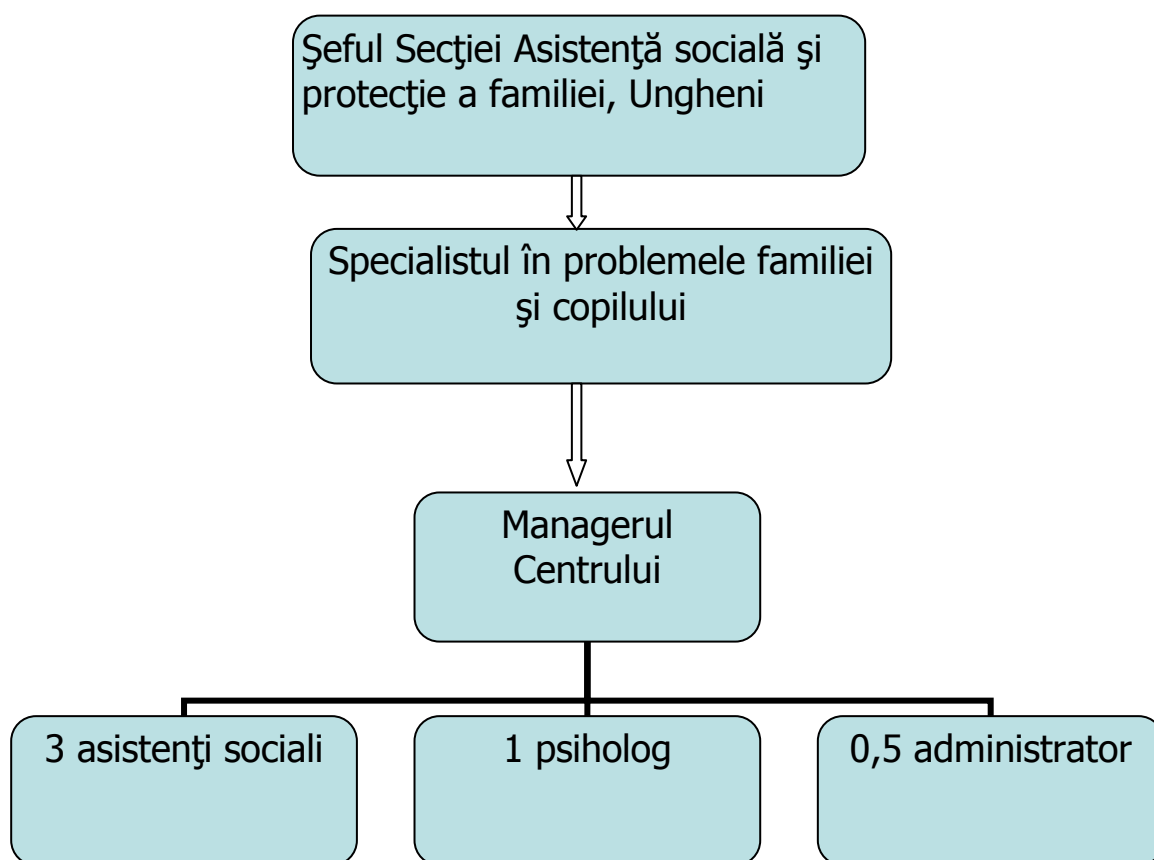 Şeful Secţiei Asistenţă socială şi
protecţie a familiei, Ungheni
Specialistul în problemele familiei
şi copilului
Managerul
Centrului
3 asistenţi sociali
1 psiholog
0,5 administrator